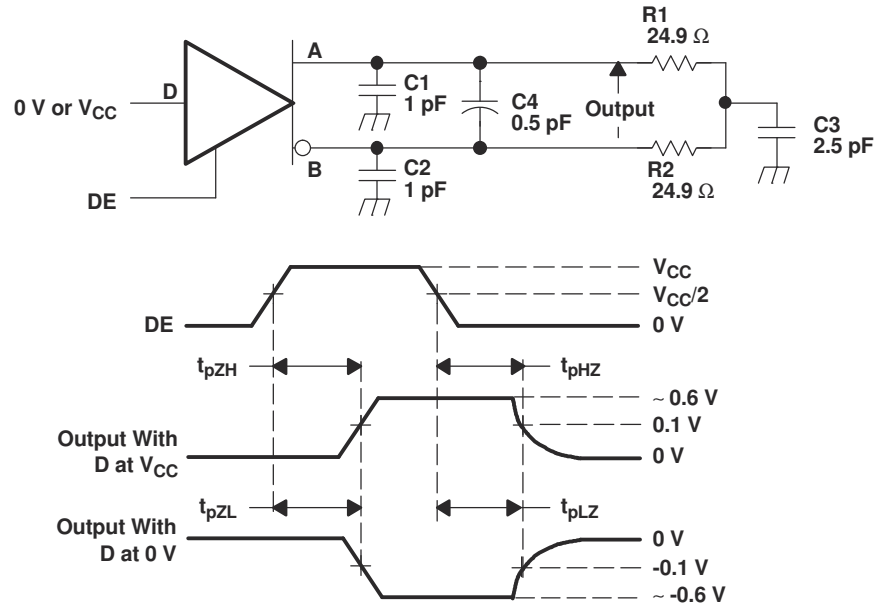 R1
24.9 Ω
A
D
C1
1 pF
C4
0.5 pF
Output
0 V or VCC
C3
2.5 pF
C2
1 pF
B
R2
24.9 Ω
DE
VCC
VCC/2
DE
0 V
tpZH
tpHZ
~ 0.6 V
0.1 V
Output With
D at VCC
0 V
tpZL
tpLZ
Output With
D at 0 V
0 V
-0.1 V
~ -0.6 V